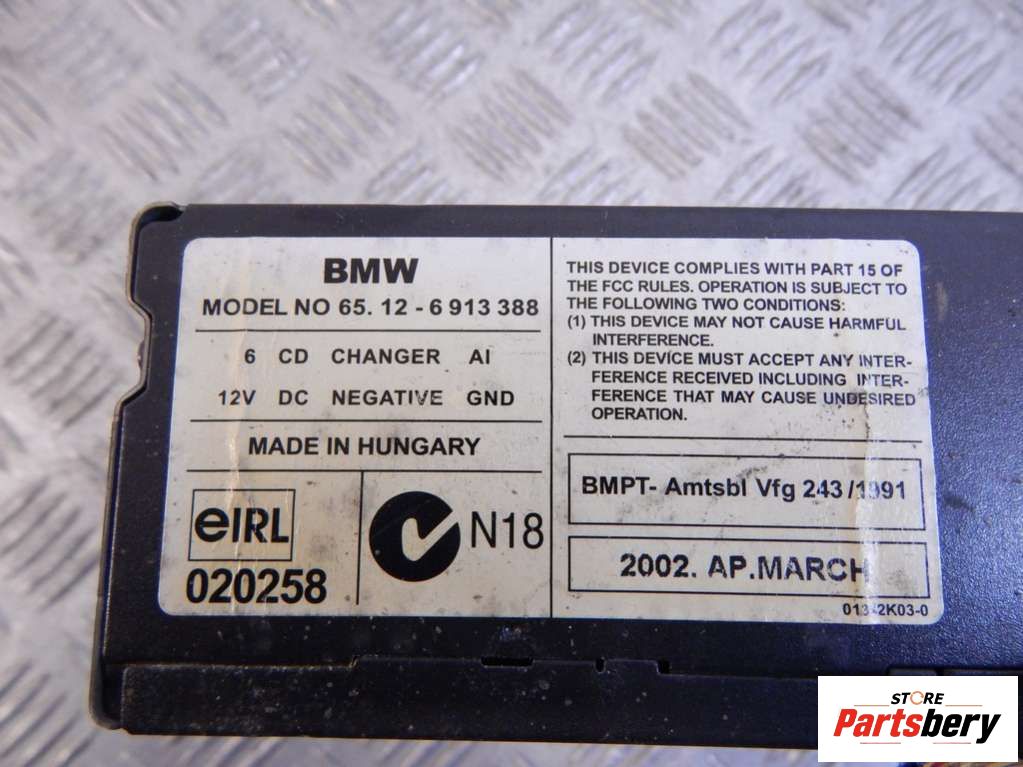 BMW
MODEL NO 65. 12 - 6 913 388
6 CD CHANGER AI
12V DC NEGATIVE GND
MADE IN HUNGARY
eIRL
020258
N18
THIS DEVICE COMPLIES WITH PART 15 OF
THE FCC RULES. OPERATION IS SUBJECT TO
THE FOLLOWING TWO CONDITIONS:
(1) THIS DEVICE MAY NOT CAUSE HARMFUL
INTERFERENCE.
(2) THIS DEVICE MUST ACCEPT ANY INTER-
FERENCE RECEIVED INCLUDING INTER-
FERENCE THAT MAY CAUSE UNDESIRED
OPERATION.
BMPT- Amtsbl Vfg 243/1991
2002. AP.MARCH
013-2K03-0
STORE
Partsbery